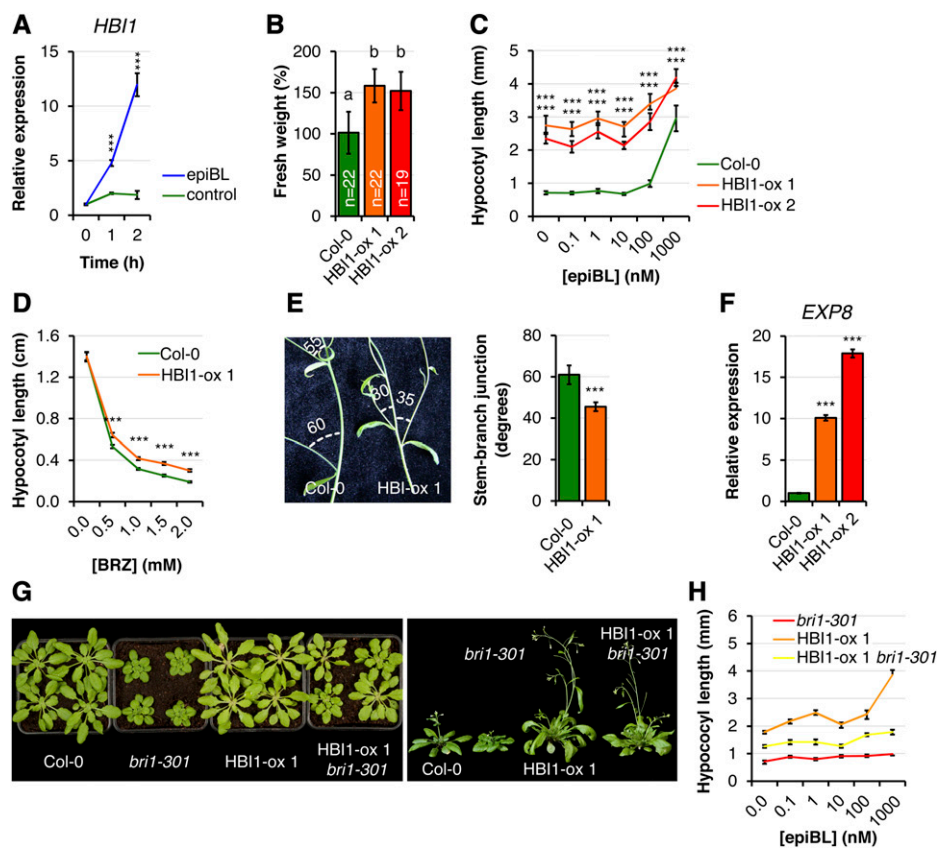 A
HBI1
Relative expression
15
10
5
0
***
***
epiBL
control
0 1 2
Time (h)
B
Fresh weight (%)
200
150
100
50
0
a
b
b
n=22
n=22
n=19
Col-0
HBI1-ox 1
HBI1-ox 2
C
Hypocotyl length (mm)
5
4
3
2
1
0
*** *** *** *** *** ***
*** *** *** *** *** ***
Col-0
HBI1-ox 1
HBI1-ox 2
0 0.1 1 10 100 1000
[epiBL] (nM)
D
Hypocotyl length (cm)
1.6
1.2
0.8
0.4
0.0
Col-0
HBI1-ox 1
*** *** *** ***
0.0 0.5 1.0 1.5 2.0
[BRZ] (mM)
E
55
60
30
35
Col-0
HBI-ox 1
Stem-branch junction
(degrees)
80
60
40
20
0
***
Col-0
HBI1-ox 1
F
EXP8
Relative expression
20
15
10
5
0
***
***
Col-0
HBI1-ox 1
HBI1-ox 2
G
Col-0
bri1-301
HBI1-ox 1
HBI1-ox 1
bri1-301
bri1-301
HBI1-ox 1
bri1-301
Col-0
HBI1-ox 1
H
Hypococyl length (mm)
6
5
4
3
2
1
0
bri1-301
HBI1-ox 1
HBI1-ox 1 bri1-301
0.0 0.1 1 10 100 1000
[epiBL] (nM)